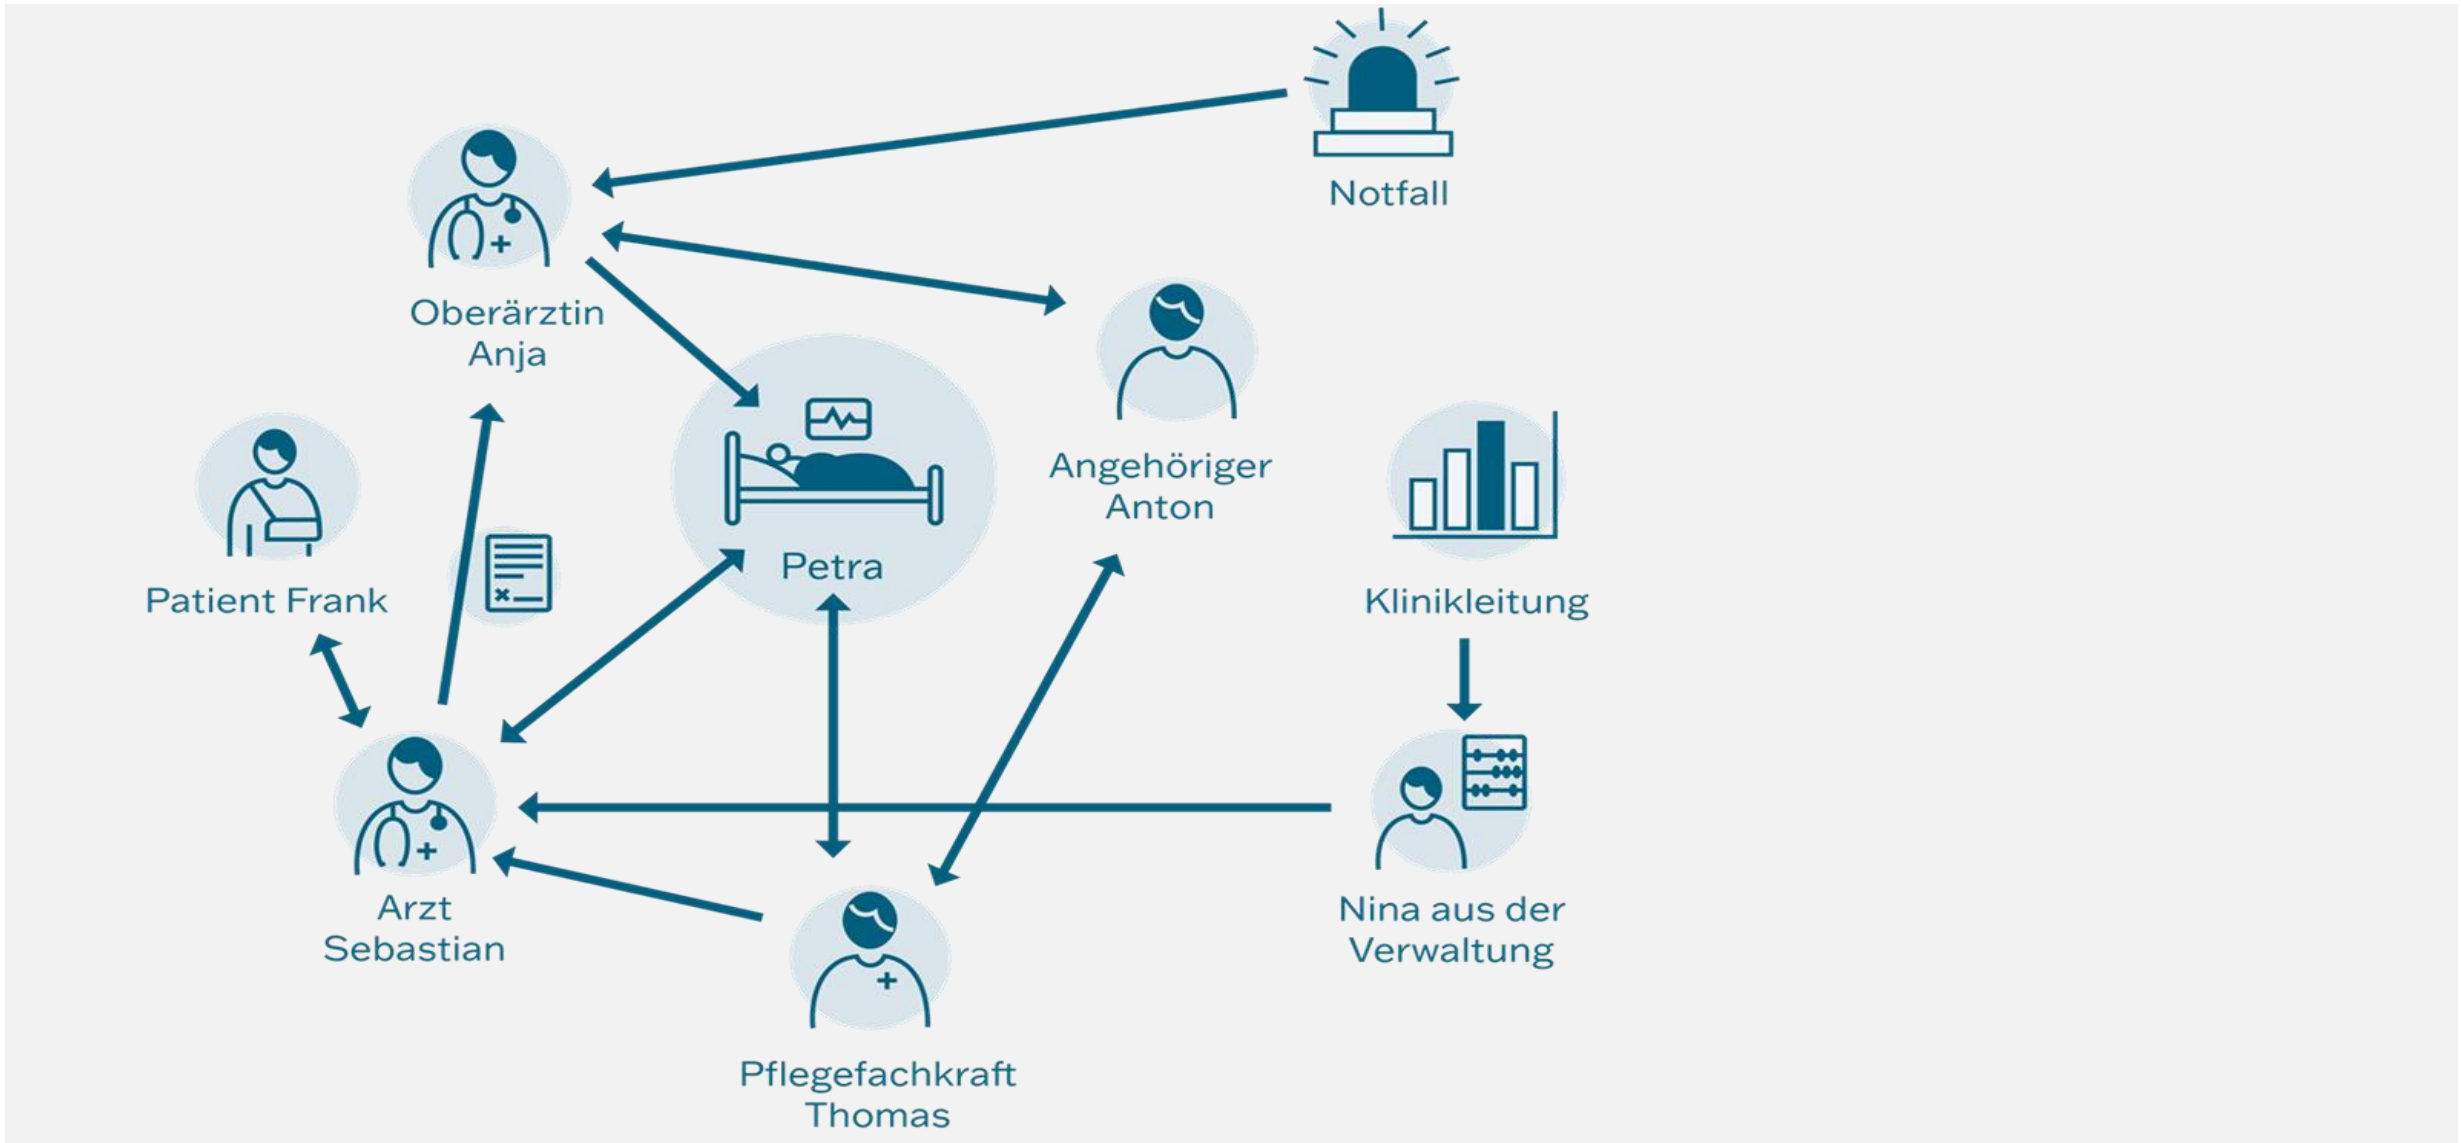 Notfall
Oberärztin
Anja
Angehöriger
Anton
Petra
Patient Frank
Klinikleitung
Arzt
Sebastian
Nina aus der
Verwaltung
Pflegefachkraft
Thomas